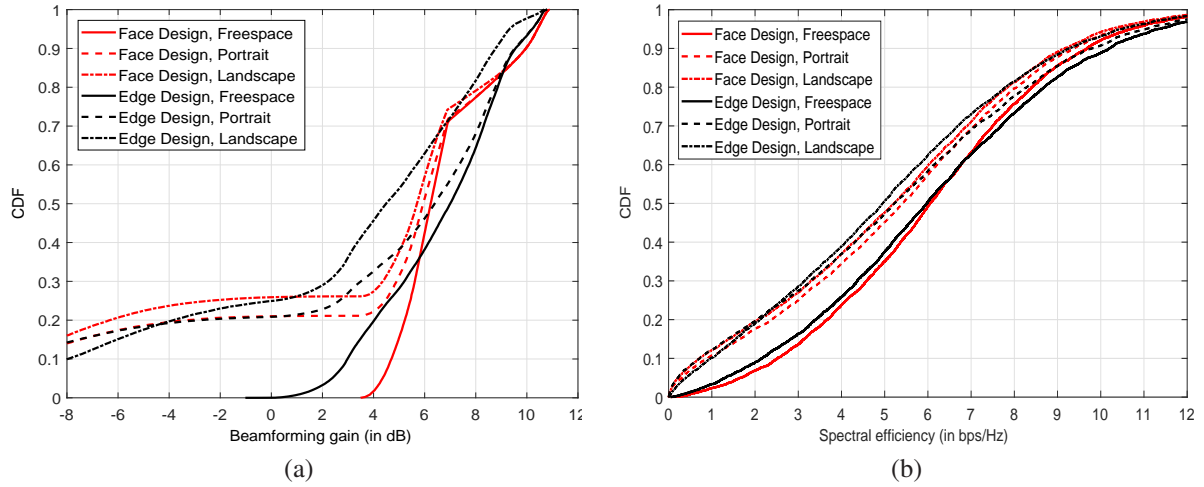 1
0.9
0.8
0.7
0.6
0.5
0.4
0.3
0.2
0.1
0
CDF
Face Design, Freespace
Face Design, Portrait
Face Design, Landscape
Edge Design, Freespace
Edge Design, Portrait
Edge Design, Landscape
-8 -6 -4 -2 0 2 4 6 8 10 12
Beamforming gain (in dB)
(a)
1
0.9
0.8
0.7
0.6
0.5
0.4
0.3
0.2
0.1
0
CDF
Face Design, Freespace
Face Design, Portrait
Face Design, Landscape
Edge Design, Freespace
Edge Design, Portrait
Edge Design, Landscape
0 1 2 3 4 5 6 7 8 9 10 11 12
Spectral efficiency (in bps/Hz)
(b)